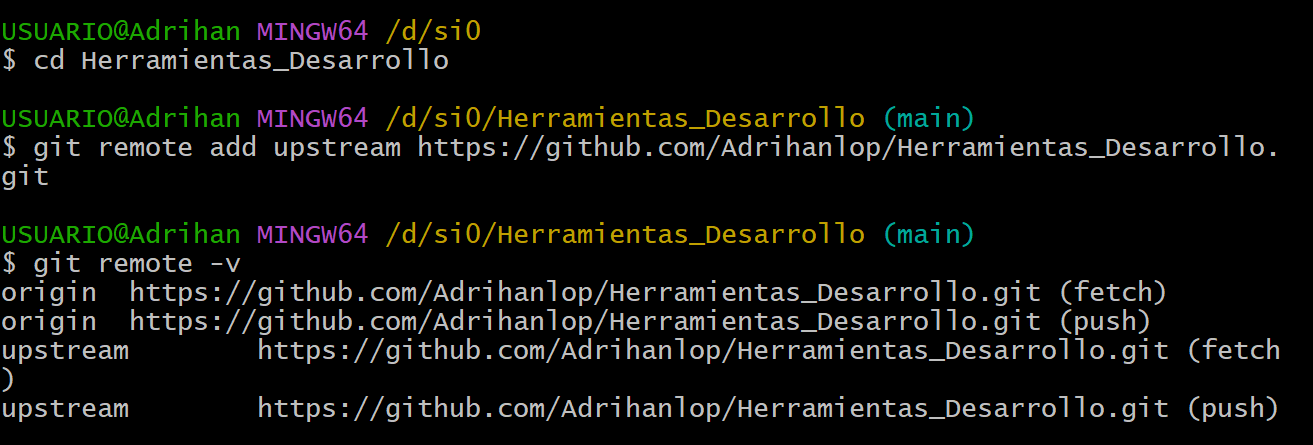 USUARIO@Adrihan MINGW64 /d/si0
$ cd Herramientas_Desarrollo
USUARIO@Adrihan MINGW64 /d/si0/Herramientas_Desarrollo (main)
$ git remote add upstream https://github.com/Adrihanlop/Herramientas_Desarrollo.
git
USUARIO@Adrihan MINGW64 /d/si0/Herramientas_Desarrollo (main)
$ git remote -v
origin  https://github.com/Adrihanlop/Herramientas_Desarrollo.git (fetch)
origin  https://github.com/Adrihanlop/Herramientas_Desarrollo.git (push)
upstream        https://github.com/Adrihanlop/Herramientas_Desarrollo.git (fetch
)
upstream        https://github.com/Adrihanlop/Herramientas_Desarrollo.git (push)